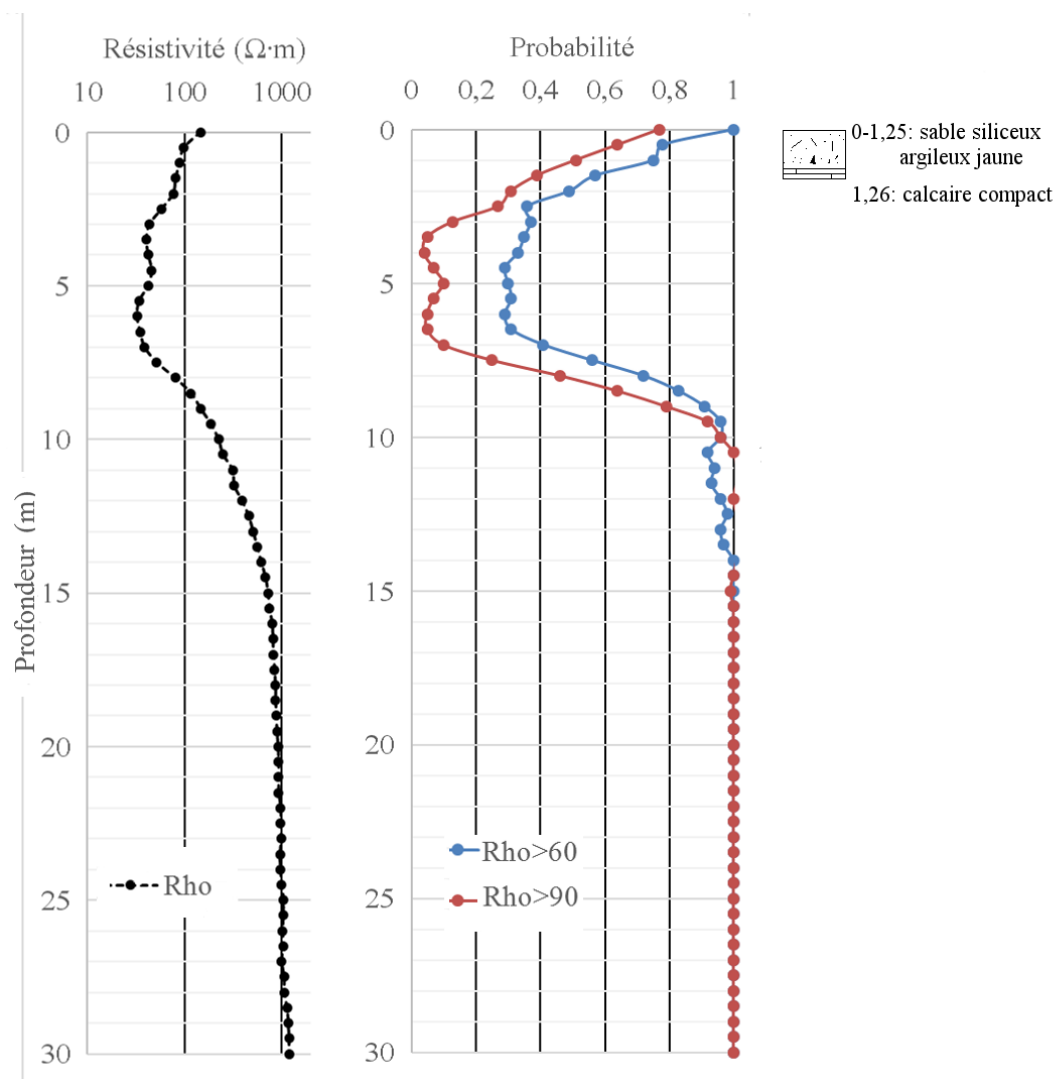 Résistivité (Ω·m)
10 100 1000
0
5
10
15
20
25
30
Profondeur (m)
Rho
Probabilité
0 0,2 0,4 0,6 0,8 1
0
5
10
15
20
25
30
Rho>60
Rho>90
0-1,25: sable siliceux
argileux jaune
1,26: calcaire compact